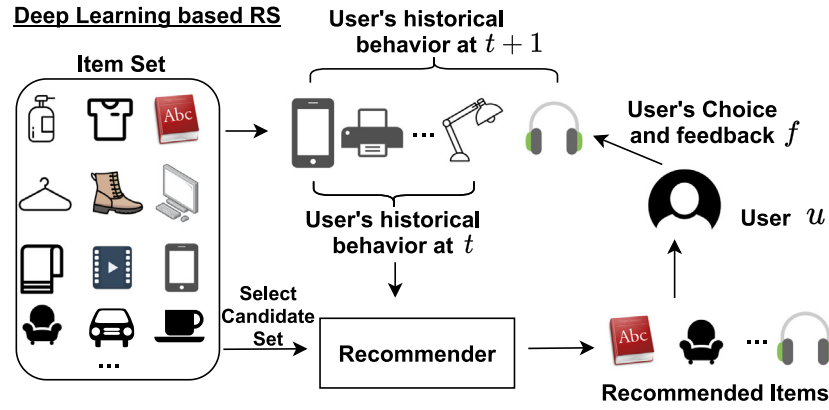 Deep Learning based RS
User's historical
behavior at t + 1
Item Set
Abc
...
User's Choice
and feedback f
User u
User's historical
behavior at t
Select
Candidate
Set
...
Recommender
Abc
...
Recommended Items